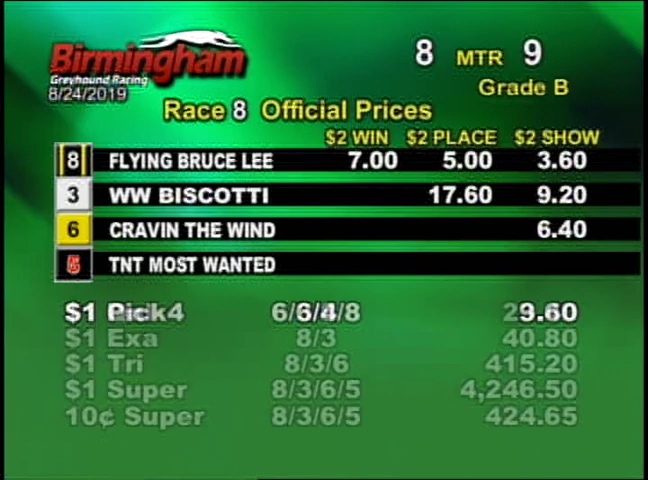 Birmingham
Greyhound Racing
8/24/2019
8 MTR 9
Grade B
Race 8 Official Prices
$2 WIN $2 PLACE $2 SHOW
8 FLYING BRUCE LEE 7.00 5.00 3.60
3 WW BISCOTTI 17.60 9.20
6 CRAVIN THE WIND 6.40
5 TNT MOST WANTED
$1 Pick4 6/6/4/8
$1 Exa 8/3 40.80
$1 Tri 8/3/6 415.20
$1 Super 8/3/6/5 4,246.50
10¢ Super 8/3/6/5 424.65